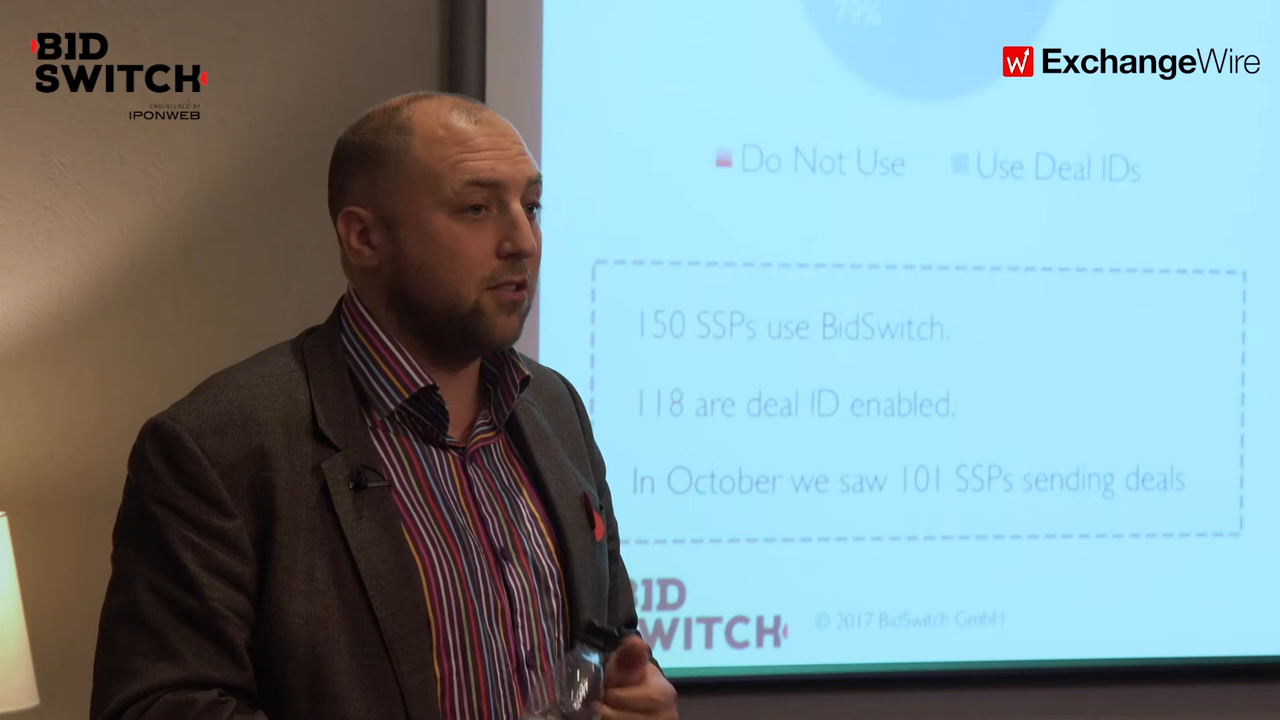 BID
SWITCH
ENGINEERED BY
IPONWEB
ExchangeWire
79%
Do Not Use
Use Deal IDs
150 SSPs use BidSwitch.
118 are deal ID enabled.
In October we saw 101 SSPs sending deals
BID
SWITCH
© 2017 BidSwitch GmbH